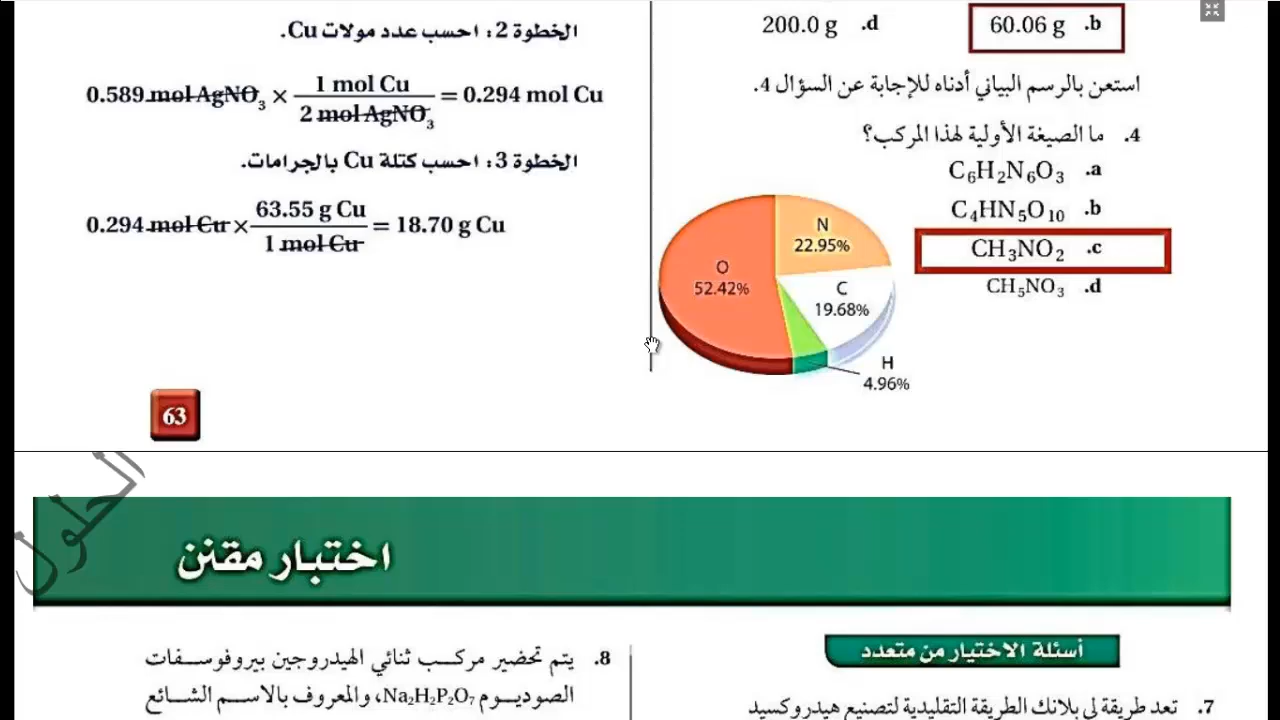 60.06 g .b
200.0 g .d
استعن بالرسم البياني أدناه للإجابة عن السؤال 4.
4. ما الصيغة الأولية لهذا المركب؟
C₆H₂N₆O₃ .a
C₄HN₅O₁₀ .b
CH₃NO₂ .c
CH₅NO₃ .d
N
22.95%
O
52.42%
C
19.68%
H
4.96%
الخطوة 2: احسب عدد مولات Cu.
0.589 mol AgNO₃ × 1 mol Cu / 2 mol AgNO₃ = 0.294 mol Cu
الخطوة 3: احسب كتلة Cu بالجرامات.
0.294 mol Cu × 63.55 g Cu / 1 mol Cu = 18.70 g Cu
63
الحلول
اختبار مقنن
أسئلة الاختيار من متعدد
7. تعد طريقة لي بلانك الطريقة التقليدية لتصنيع هيدروكسيد
8. يتم تحضير مركب ثنائي الهيدروجين بيروفوسفات
الصوديوم Na₂H₂P₂O₇، والمعروف بالاسم الشائع